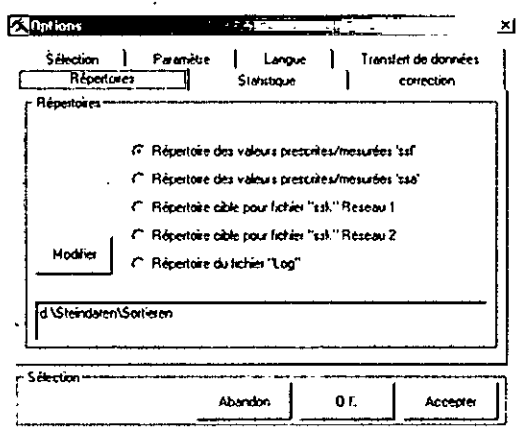 Options
Sélection Paramètre Langue Transfert de données
Répertoires Statistique correction
Répertoires
Répertoire des valeurs prescrites/mesurées 'ssf'
Répertoire des valeurs prescrites/mesurées 'ssa'
Répertoire cible pour fichier "ssk" Réseau 1
Répertoire cible pour fichier "ssk" Réseau 2
Modifier
Répertoire du fichier "Log"
d:\Steindaten\Sortieren
Sélection
Abandon Accepter